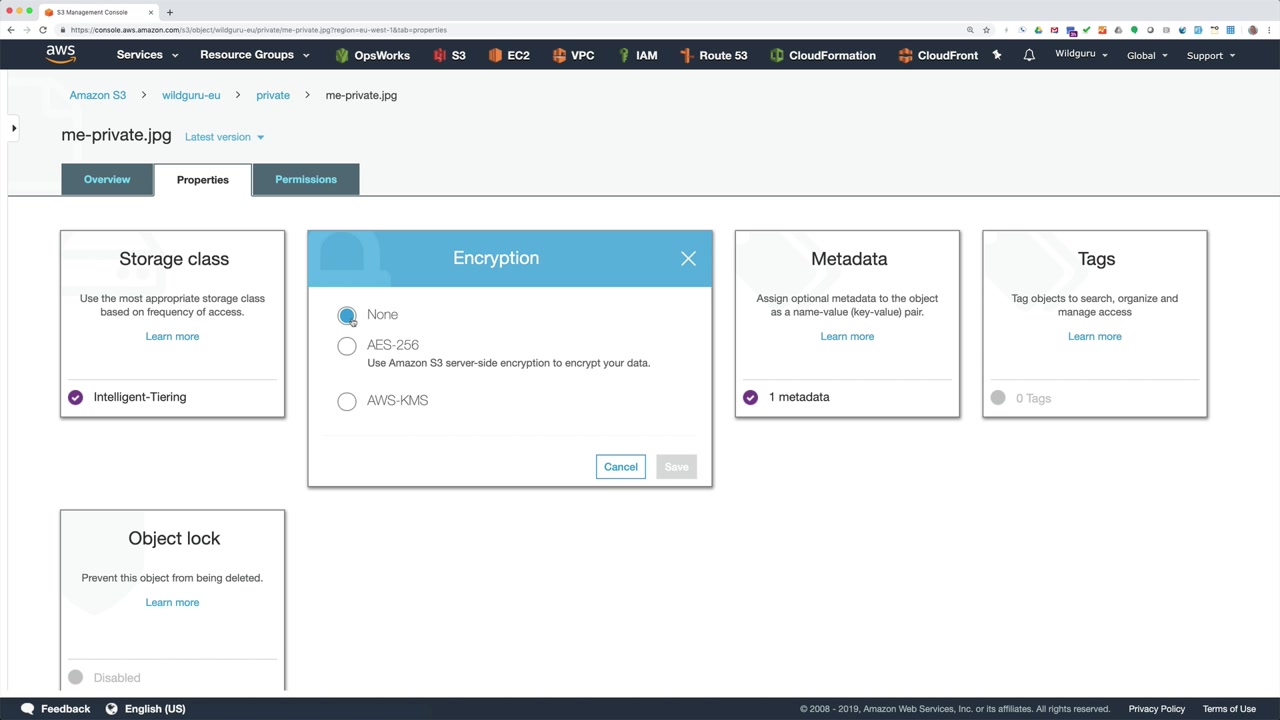 S3 Management Console
https://console.aws.amazon.com/s3/object/wildguru-eu/private/me-private.jpg?region=eu-west-1&tab=properties
aws Services Resource Groups OpsWorks S3 EC2 VPC IAM Route 53 CloudFormation CloudFront Wildguru Global Support
Amazon S3 > wildguru-eu > private > me-private.jpg
me-private.jpg Latest version
Overview Properties Permissions
Storage class
Use the most appropriate storage class
based on frequency of access.
Learn more
Intelligent-Tiering
Encryption
None
AES-256
Use Amazon S3 server-side encryption to encrypt your data.
AWS-KMS
Cancel Save
Metadata
Assign optional metadata to the object
as a name-value (key-value) pair.
Learn more
1 metadata
Tags
Tag objects to search, organize and
manage access
Learn more
0 Tags
Object lock
Prevent this object from being deleted.
Learn more
Disabled
Feedback English (US) © 2008 - 2019, Amazon Web Services, Inc. or its affiliates. All rights reserved. Privacy Policy Terms of Use